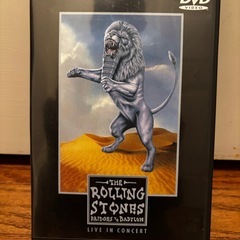 DVD
VIDEO
THE
ROLLING
STONES
BRIDGES TO BABYLON
LIVE IN CONCERT